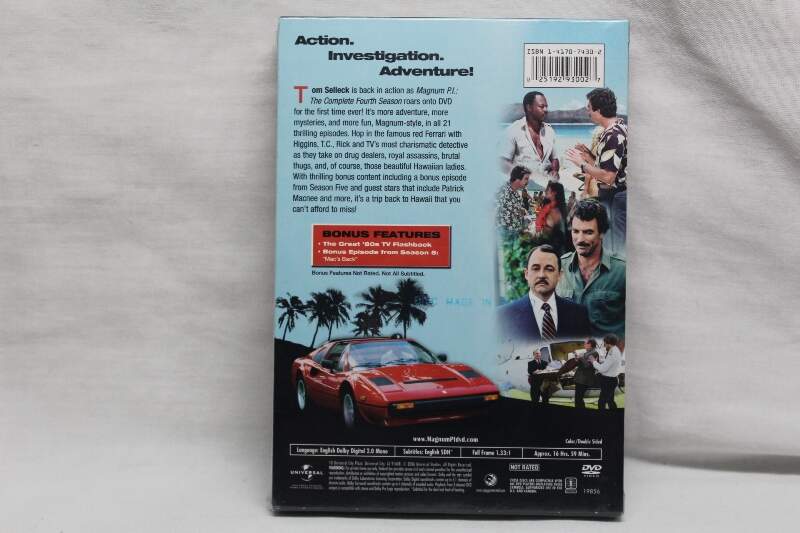 Action.
Investigation.
Adventure!
ISBN 1-4170-7430-2
0 25192 93002 7
Tom Selleck is back in action as Magnum P.I.:
The Complete Fourth Season roars onto DVD
for the first time ever! It's more adventure, more
mysteries, and more fun, Magnum-style, in all 21
thrilling episodes. Hop in the famous red Ferrari with
Higgins, T.C., Rick and TV's most charismatic detective
as they take on drug dealers, royal assassins, brutal
thugs, and, of course, those beautiful Hawaiian ladies.
With thrilling bonus content including a bonus episode
from Season Five and guest stars that include Patrick
Macnee and more, it's a trip back to Hawaii that you
can't afford to miss!
BONUS FEATURES
• The Great '80s TV Flashback
• Bonus Episode from Season 5:
"Mac's Back"
Bonus Features Not Rated. Not All Subtitled.
MADE IN
www.MagnumPIdvd.com
Color/Double Sided
Language: English Dolby Digital 2.0 Mono
Subtitles: English SDH
Full Frame 1.33:1
Approx. 16 Hrs. 59 Mins.
UNIVERSAL
NOT RATED
DVD
19856